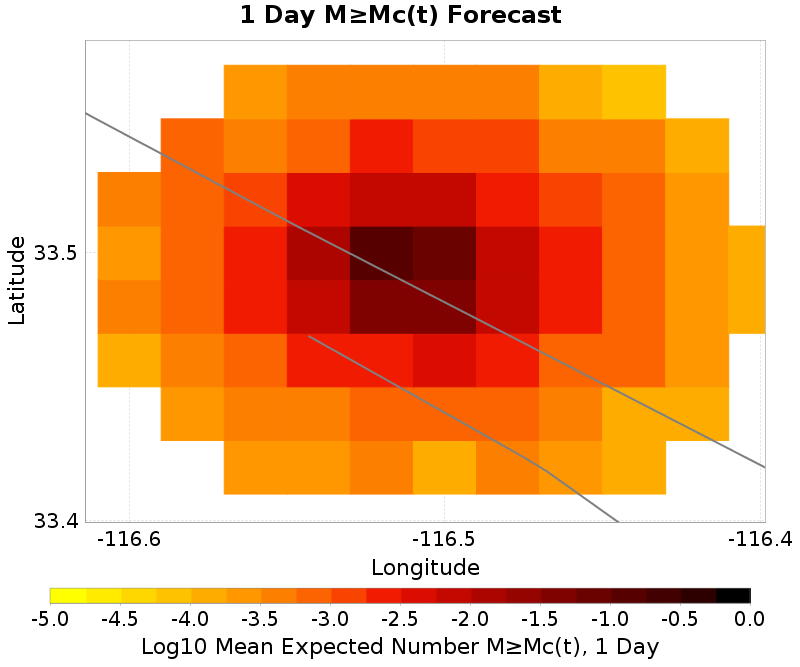 1 Day M≥Mc(t) Forecast
Latitude
33.5
33.4
-116.6 -116.5 -116.4
Longitude
-5.0 -4.5 -4.0 -3.5 -3.0 -2.5 -2.0 -1.5 -1.0 -0.5 0.0
Log10 Mean Expected Number M≥Mc(t), 1 Day